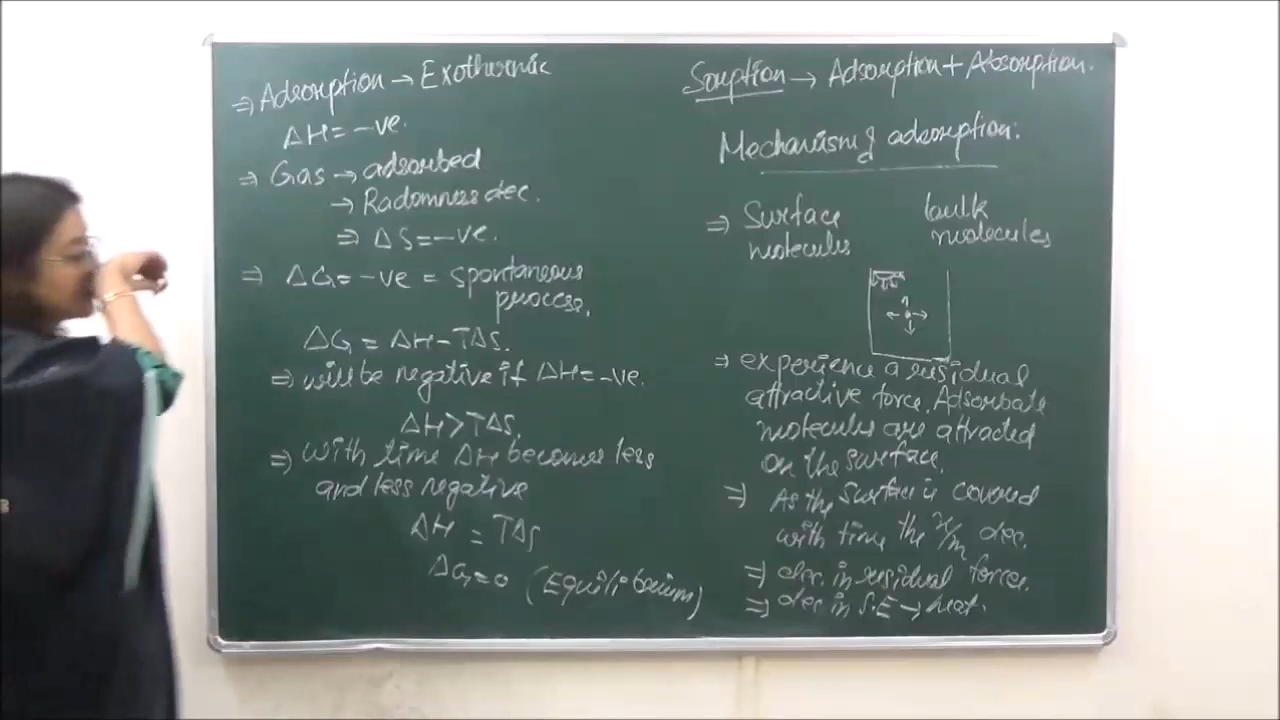 ⇒ Adsorption → Exothermic
ΔH = -ve.
⇒ Gas → adsorbed
→ Radomness dec.
⇒ ΔS = -ve.
⇒ ΔG = -ve = spontaneous
process.
ΔG = ΔH - TΔS.
⇒ will be negative if ΔH = -ve.
ΔH > TΔS.
⇒ with time ΔH becomes less
and less negative
ΔH = TΔS
ΔG = 0 (Equilibrium)
Sorption → Adsorption + Absorption.
Mechanism of adsorption:
⇒ Surface
molecules
bulk
molecules
⇒ experience a residual
attractive force. Adsorbate
molecules are attracted
on the surface.
⇒ As the surface is covered
with time the x/m dec.
⇒ dec. in residual force.
⇒ dec in S.E → heat.